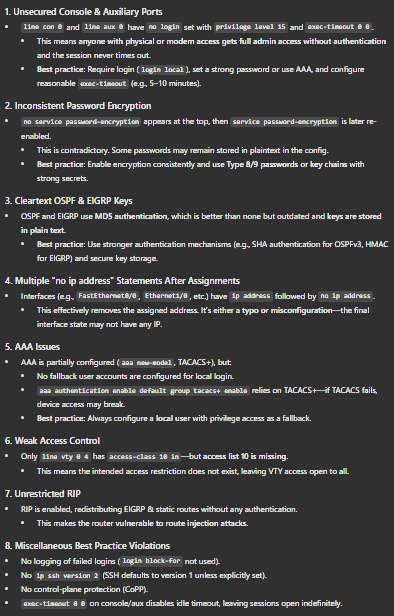 1. Unsecured Console & Auxiliary Ports
• line con 0 and line aux 0 have no login set with privilege level 15 and exec-timeout 0 0.
• This means anyone with physical or modem access gets full admin access without authentication
and the session never times out.
• Best practice: Require login (login local), set a strong password or use AAA, and configure
reasonable exec-timeout (e.g., 5–10 minutes).
2. Inconsistent Password Encryption
• no service password-encryption appears at the top, then service password-encryption is later re-
enabled.
• This is contradictory. Some passwords may remain stored in plaintext in the config.
• Best practice: Enable encryption consistently and use Type 8/9 passwords or key chains with
strong secrets.
3. Cleartext OSPF & EIGRP Keys
• OSPF and EIGRP use MD5 authentication, which is better than none but outdated and keys are stored
in plain text.
• Best practice: Use stronger authentication mechanisms (e.g., SHA authentication for OSPFv3, HMAC
for EIGRP) and secure key storage.
4. Multiple "no ip address" Statements After Assignments
• Interfaces (e.g., FastEthernet0/0, Ethernet1/0, etc.) have ip address followed by no ip address.
• This effectively removes the assigned address. It's either a typo or misconfiguration—the final
interface state may not have any IP.
5. AAA Issues
• AAA is partially configured (aaa new-model, TACACS+), but:
• No fallback user accounts are configured for local login.
• aaa authentication enable default group tacacs+ enable relies on TACACS+—if TACACS fails,
device access may break.
• Best practice: Always configure a local user with privilege access as a fallback.
6. Weak Access Control
• Only line vty 0 4 has access-class 10 in—but access list 10 is missing.
• This means the intended access restriction does not exist, leaving VTY access open to all.
7. Unrestricted RIP
• RIP is enabled, redistributing EIGRP & static routes without any authentication.
• This makes the router vulnerable to route injection attacks.
8. Miscellaneous Best Practice Violations
• No logging of failed logins (login block-for not used).
• No ip ssh version 2 (SSH defaults to version 1 unless explicitly set).
• No control-plane protection (CoPP).
• exec-timeout 0 0 on console/aux disables idle timeout, leaving sessions open indefinitely.